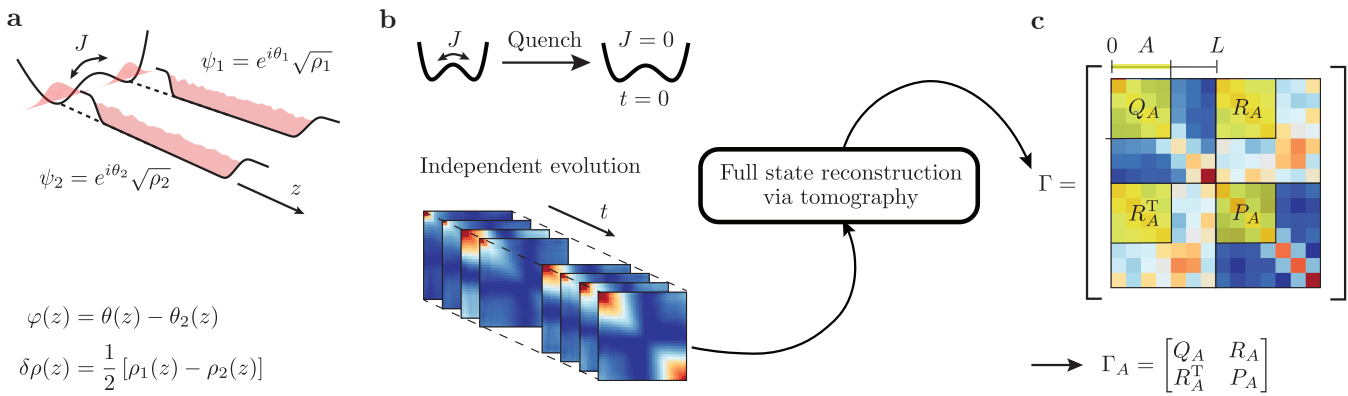 a
J
ψ₁ = e^{iθ₁}√ρ₁
ψ₂ = e^{iθ₂}√ρ₂
z
φ(z) = θ(z) − θ₂(z)
δρ(z) = 1/2 [ρ₁(z) − ρ₂(z)]
b
J
Quench
J = 0
t = 0
Independent evolution
t
Full state reconstruction
via tomography
c
0 A L
Γ =
Q_A R_A
R_A^T P_A
Γ_A = [Q_A R_A
R_A^T P_A]